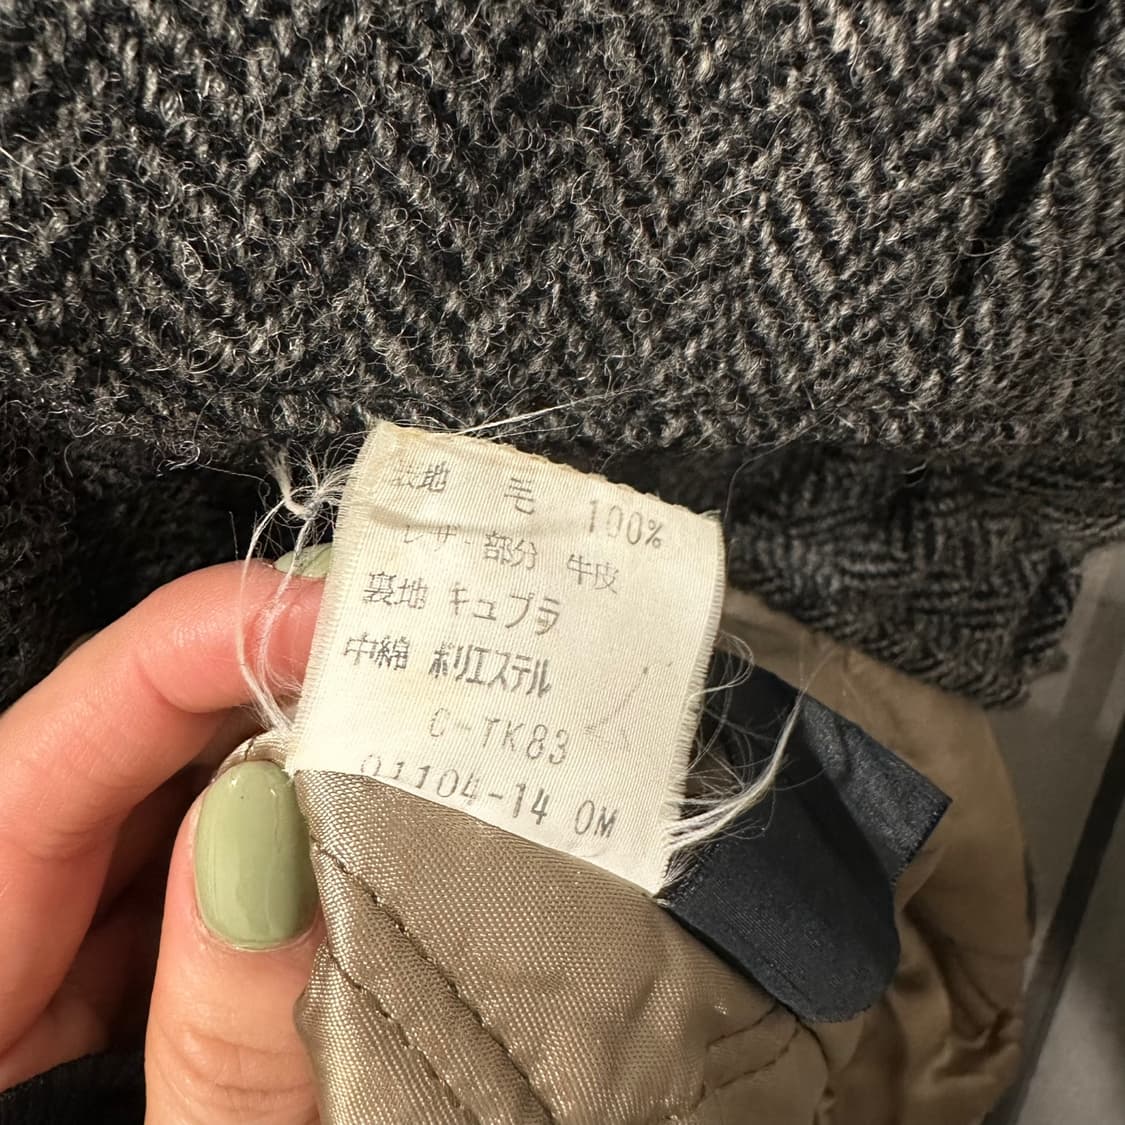 表地 毛 100%
レザー部分 牛皮
裏地 キュプラ
中綿 ポリエステル
C-TK83
01104-14 OM